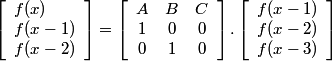 [ f(x) ; f(x − 1) ; f(x − 2) ] = [ A B C ; 1 0 0 ; 0 1 0 ] . [ f(x − 1) ; f(x − 2) ; f(x − 3) ]